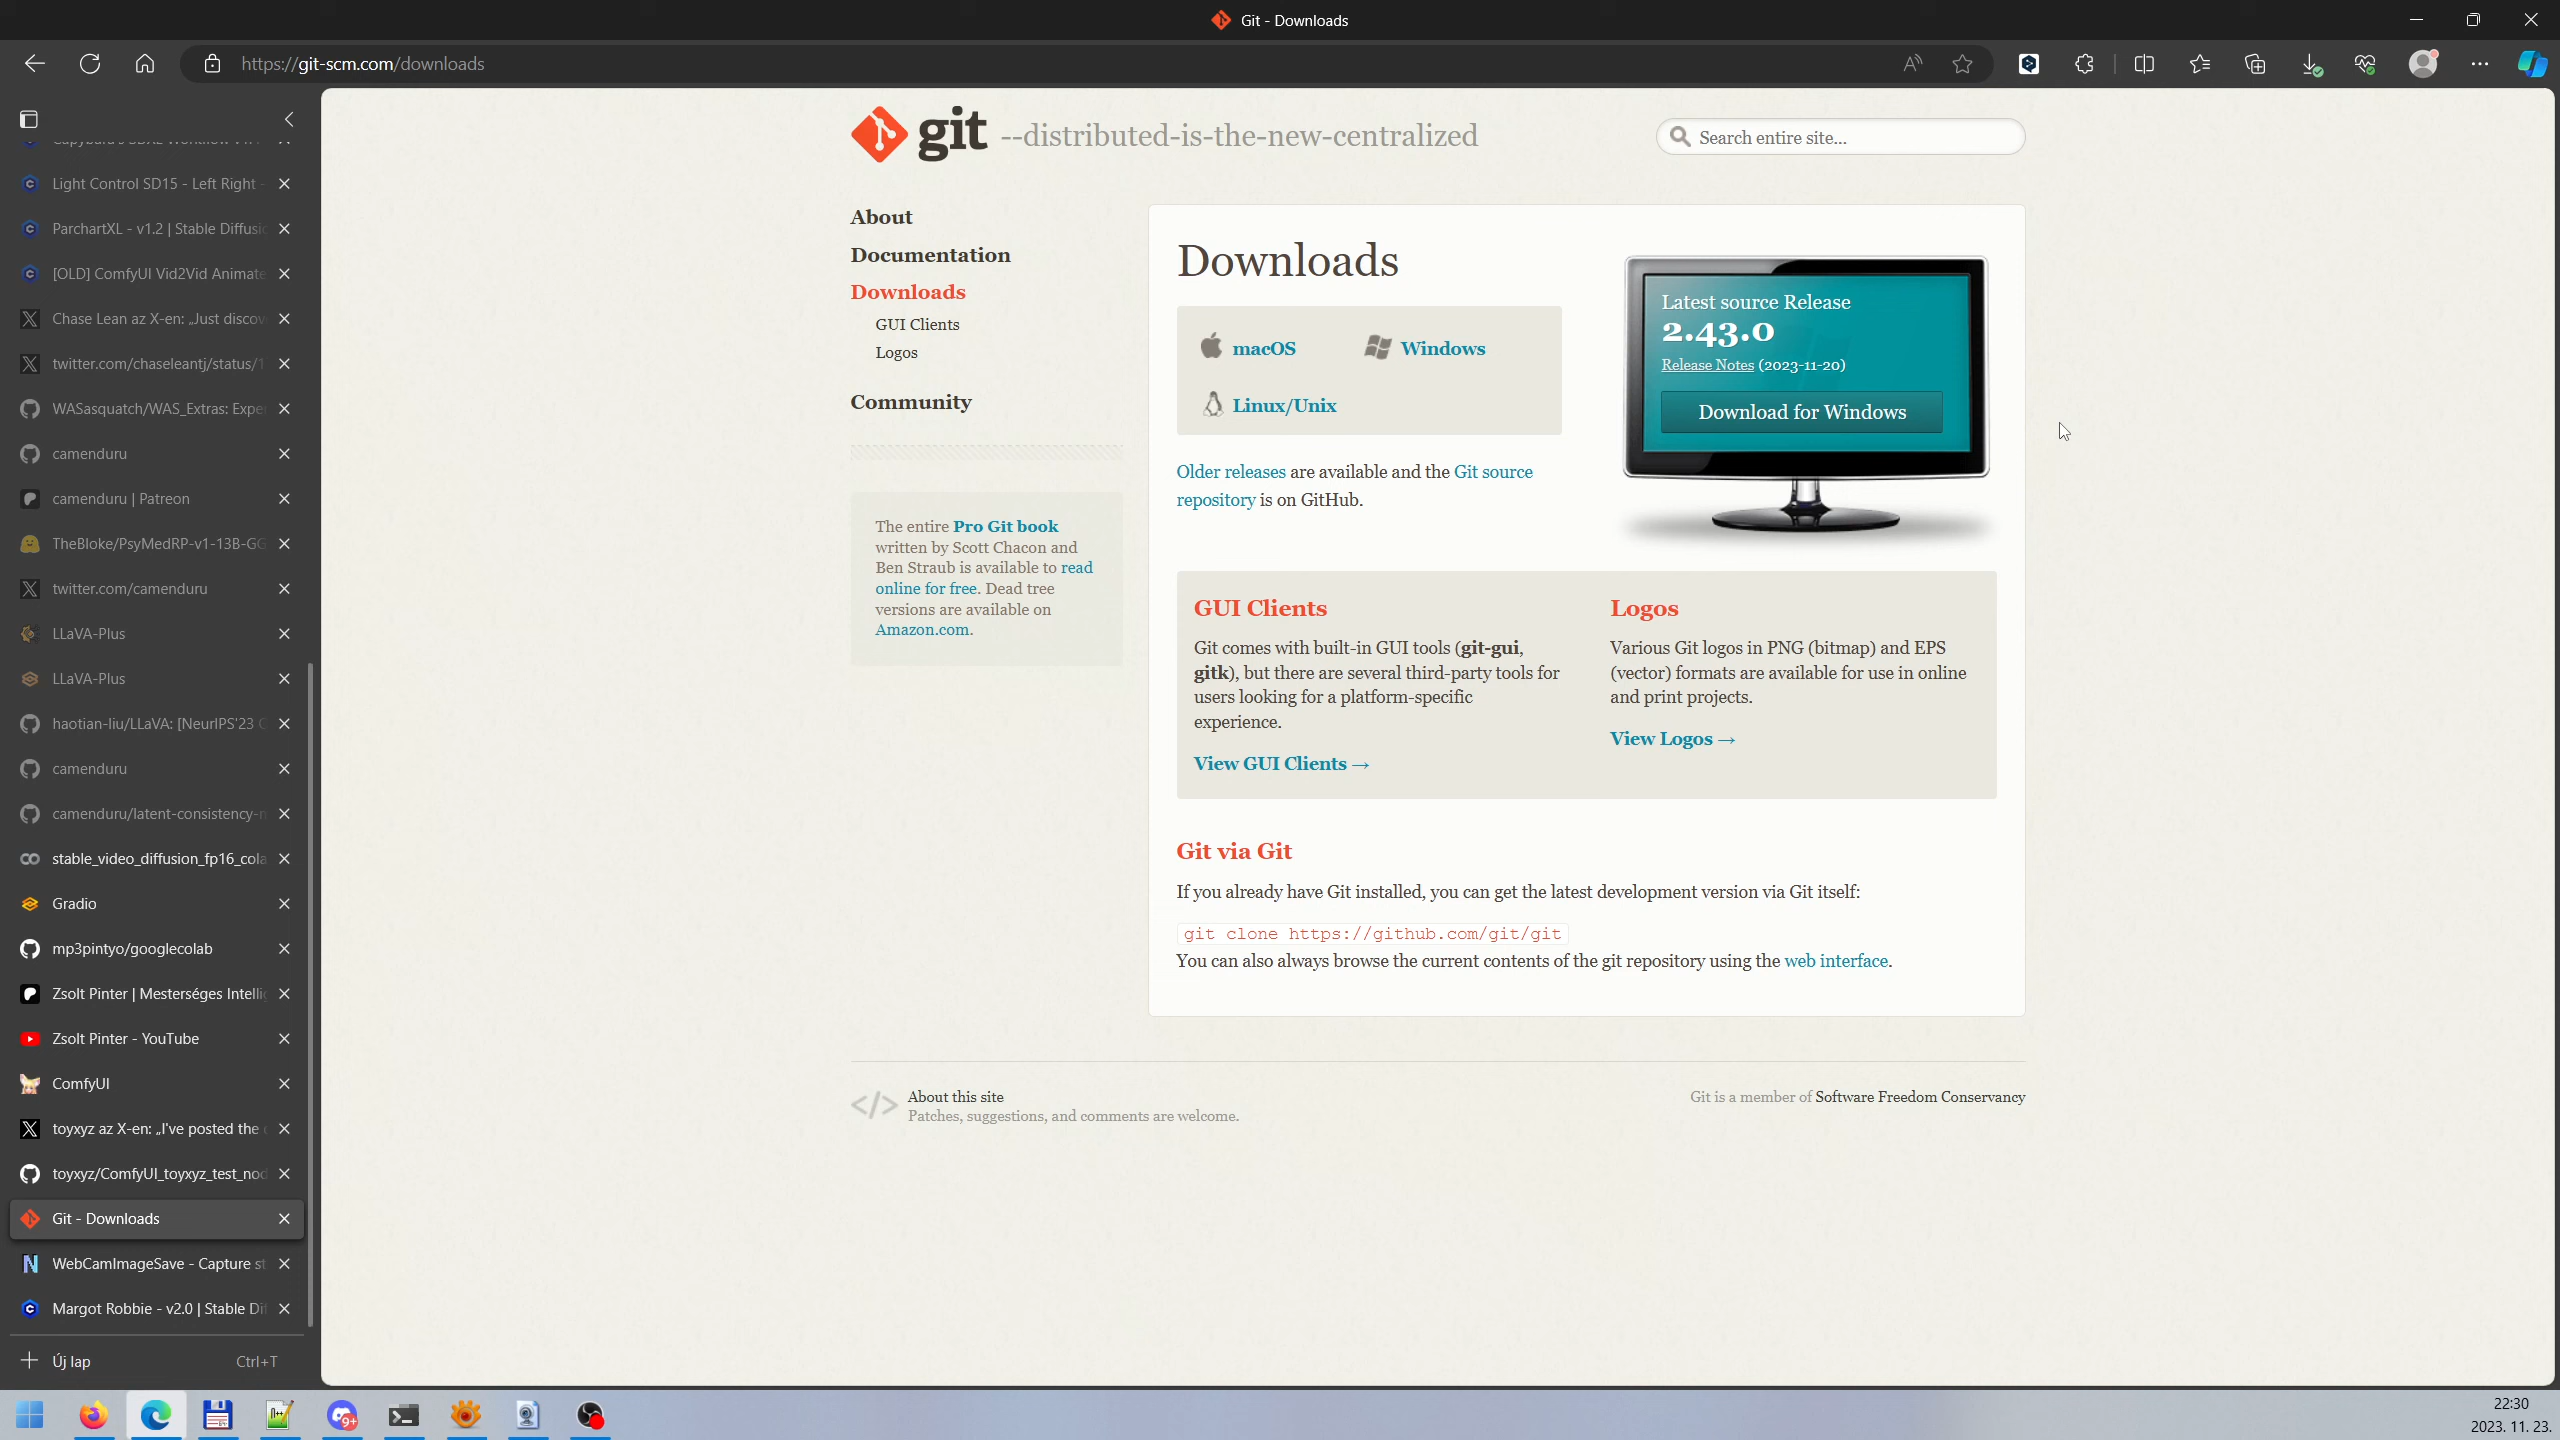 Git - Downloads
https://git-scm.com/downloads
Light Control SD15 - Left Right -
ParchartXL - v1.2 | Stable Diffusio
[OLD] ComfyUI Vid2Vid Animate
Chase Lean az X-en: „Just discov
twitter.com/chaseleantj/status/1
WASasquatch/WAS_Extras: Exper
camenduru
camenduru | Patreon
TheBloke/PsyMedRP-v1-13B-GG
twitter.com/camenduru
LLaVA-Plus
LLaVA-Plus
haotian-liu/LLaVA: [NeurIPS'23 O
camenduru
camenduru/latent-consistency-m
stable_video_diffusion_fp16_cola
Gradio
mp3pintyo/googlecolab
Zsolt Pinter | Mesterséges Intellig
Zsolt Pinter - YouTube
ComfyUI
toyxyz az X-en: „I've posted the
toyxyz/ComfyUI_toyxyz_test_nod
Git - Downloads
WebCamImageSave - Capture st
Margot Robbie - v2.0 | Stable Dif
Új lap Ctrl+T
git --distributed-is-the-new-centralized
Search entire site...
About
Documentation
Downloads
GUI Clients
Logos
Community
The entire Pro Git book
written by Scott Chacon and
Ben Straub is available to read
online for free. Dead tree
versions are available on
Amazon.com.
Downloads
macOS Windows
Linux/Unix
Older releases are available and the Git source
repository is on GitHub.
Latest source Release
2.43.0
Release Notes (2023-11-20)
Download for Windows
GUI Clients
Git comes with built-in GUI tools (git-gui,
gitk), but there are several third-party tools for
users looking for a platform-specific
experience.
View GUI Clients →
Logos
Various Git logos in PNG (bitmap) and EPS
(vector) formats are available for use in online
and print projects.
View Logos →
Git via Git
If you already have Git installed, you can get the latest development version via Git itself:
git clone https://github.com/git/git
You can also always browse the current contents of the git repository using the web interface.
</> About this site
Patches, suggestions, and comments are welcome.
Git is a member of Software Freedom Conservancy
9+
22:30
2023. 11. 23.